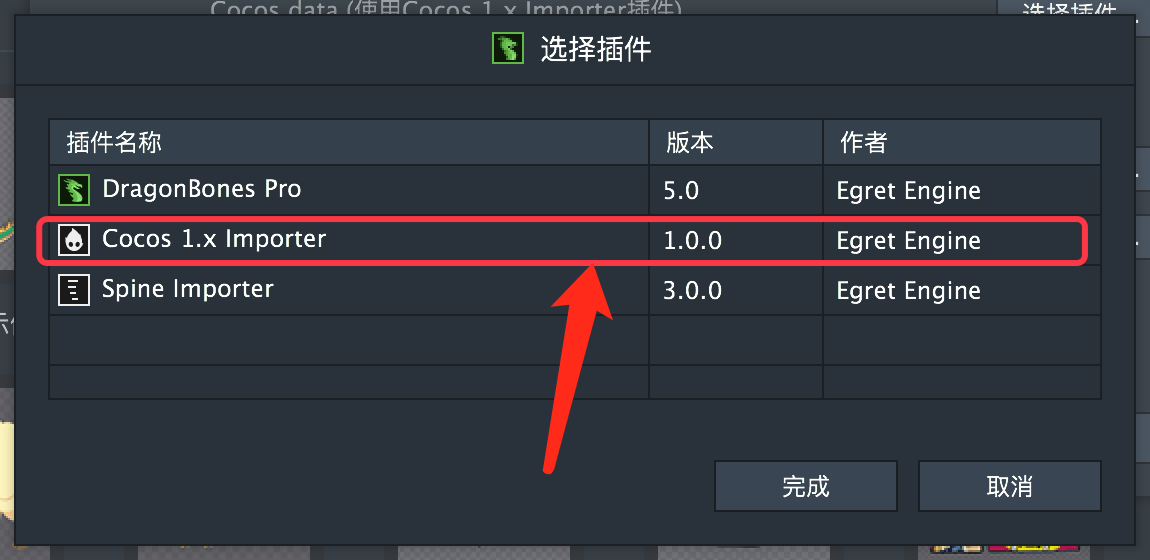 Cocos data (使用Cocos 1.x Importer插件)
选择插件
选择插件
插件名称 版本 作者
DragonBones Pro 5.0 Egret Engine
Cocos 1.x Importer 1.0.0 Egret Engine
Spine Importer 3.0.0 Egret Engine
完成 取消